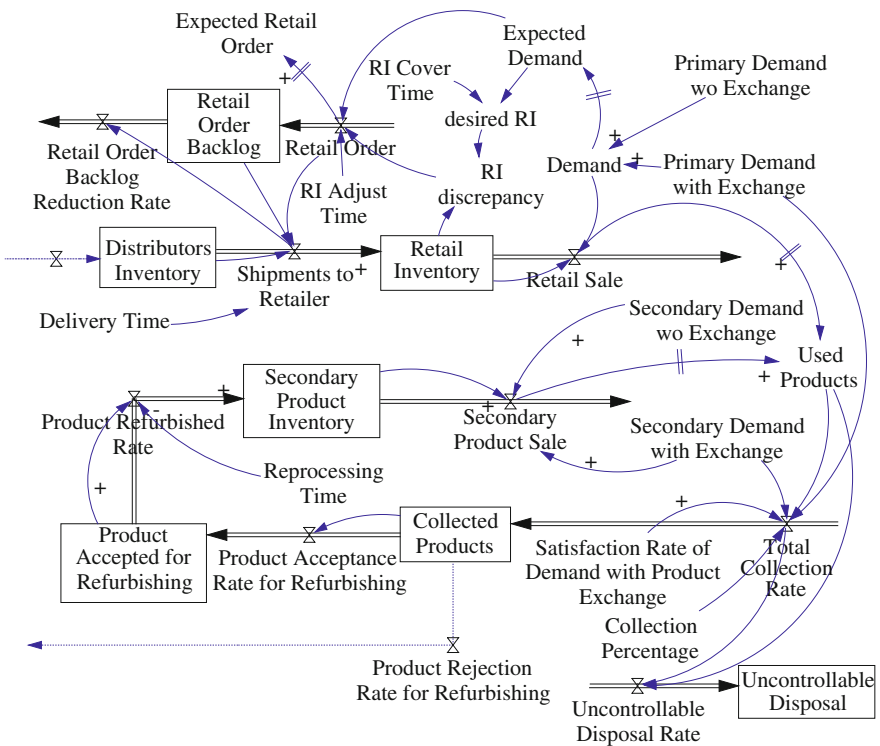 Expected Retail
Order
Expected
Demand
RI Cover
Time
Primary Demand
wo Exchange
+
Retail
Order
Backlog
desired RI
Retail Order
+
Demand
+
Primary Demand
with Exchange
Retail Order
Backlog
Reduction Rate
RI Adjust
Time
RI
discrepancy
Distributors
Inventory
Retail
Inventory
Shipments to
Retailer
+
Retail Sale
+
Delivery Time
Secondary Demand
wo Exchange
+
Used
Products
+
Secondary
Product
Inventory
+
+
Product Refurbished
Rate
-
Secondary
Product Sale
Secondary Demand
with Exchange
+
Reprocessing
Time
+
+
Product
Accepted for
Refurbishing
Product Acceptance
Rate for Refurbishing
Collected
Products
Satisfaction Rate of
Demand with Product
Exchange
Total
Collection
Rate
Collection
Percentage
Product Rejection
Rate for Refurbishing
Uncontrollable
Disposal Rate
Uncontrollable
Disposal